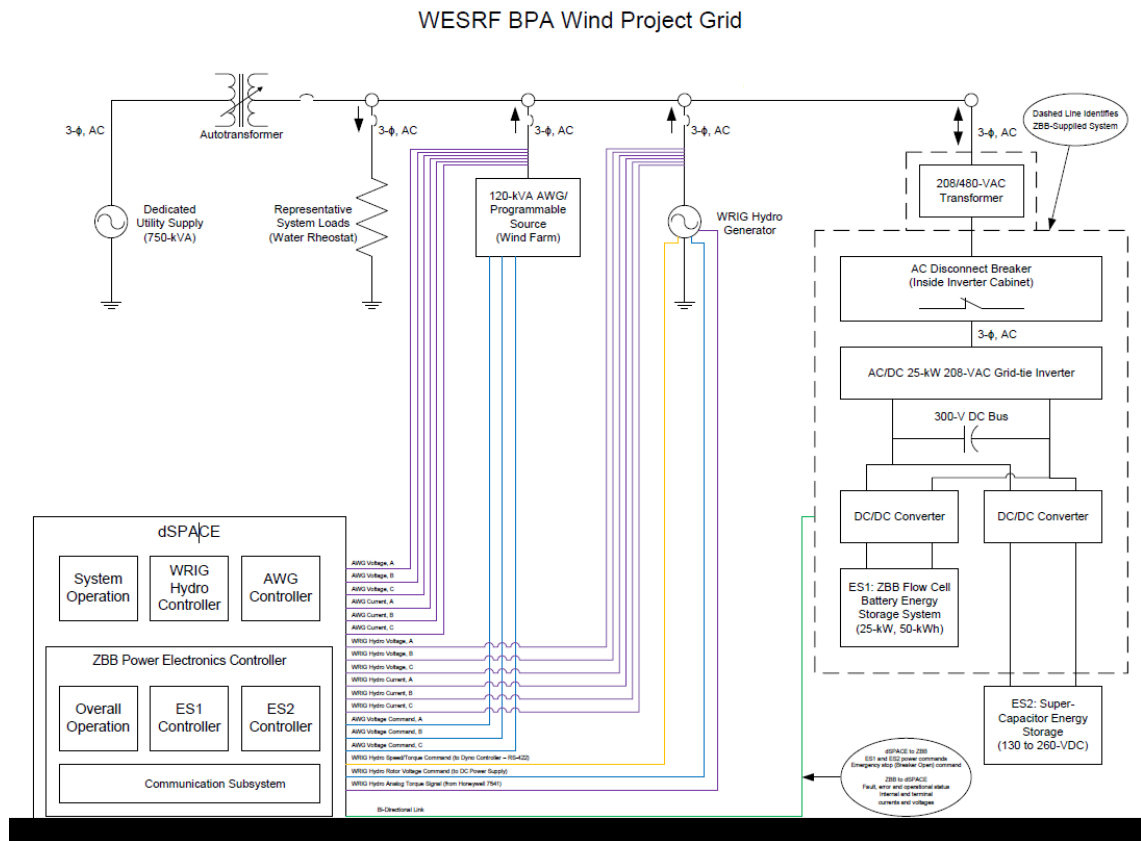 WESRF BPA Wind Project Grid
3-ϕ, AC
Autotransformer
3-ϕ, AC
3-ϕ, AC
3-ϕ, AC
3-ϕ, AC
Dashed Line Identifies
ZBB-Supplied System
Dedicated
Utility Supply
(750-kVA)
Representative
System Loads
(Water Rheostat)
120-kVA AWG/
Programmable
Source
(Wind Farm)
WRIG Hydro
Generator
208/480-VAC
Transformer
AC Disconnect Breaker
(Inside Inverter Cabinet)
3-ϕ, AC
AC/DC 25-kW 208-VAC Grid-tie Inverter
300-V DC Bus
DC/DC Converter
DC/DC Converter
ES1: ZBB Flow Cell
Battery Energy
Storage System
(25-kW, 50-kWh)
ES2: Super-
Capacitor Energy
Storage
(130 to 260-VDC)
dSPACE
System
Operation
WRIG
Hydro
Controller
AWG
Controller
ZBB Power Electronics Controller
Overall
Operation
ES1
Controller
ES2
Controller
Communication Subsystem
AWG Voltage, A
AWG Voltage, B
AWG Voltage, C
AWG Current, A
AWG Current, B
AWG Current, C
WRIG Hydro Voltage, A
WRIG Hydro Voltage, B
WRIG Hydro Voltage, C
WRIG Hydro Current, A
WRIG Hydro Current, B
WRIG Hydro Current, C
AWG Voltage Command, A
AWG Voltage Command, B
AWG Voltage Command, C
WRIG Hydro Speed/Torque Command (to Dyno Controller – RS-422)
WRIG Hydro Rotor Voltage Command (to DC Power Supply)
WRIG Hydro Analog Torque Signal (from Honeywell 7541)
Bi-Directional Link
dSPACE to ZBB
ES1 and ES2 power commands
Emergency stop (Breaker Open) command
ZBB to dSPACE
Fault, error and operational status
Internal and terminal
currents and voltages